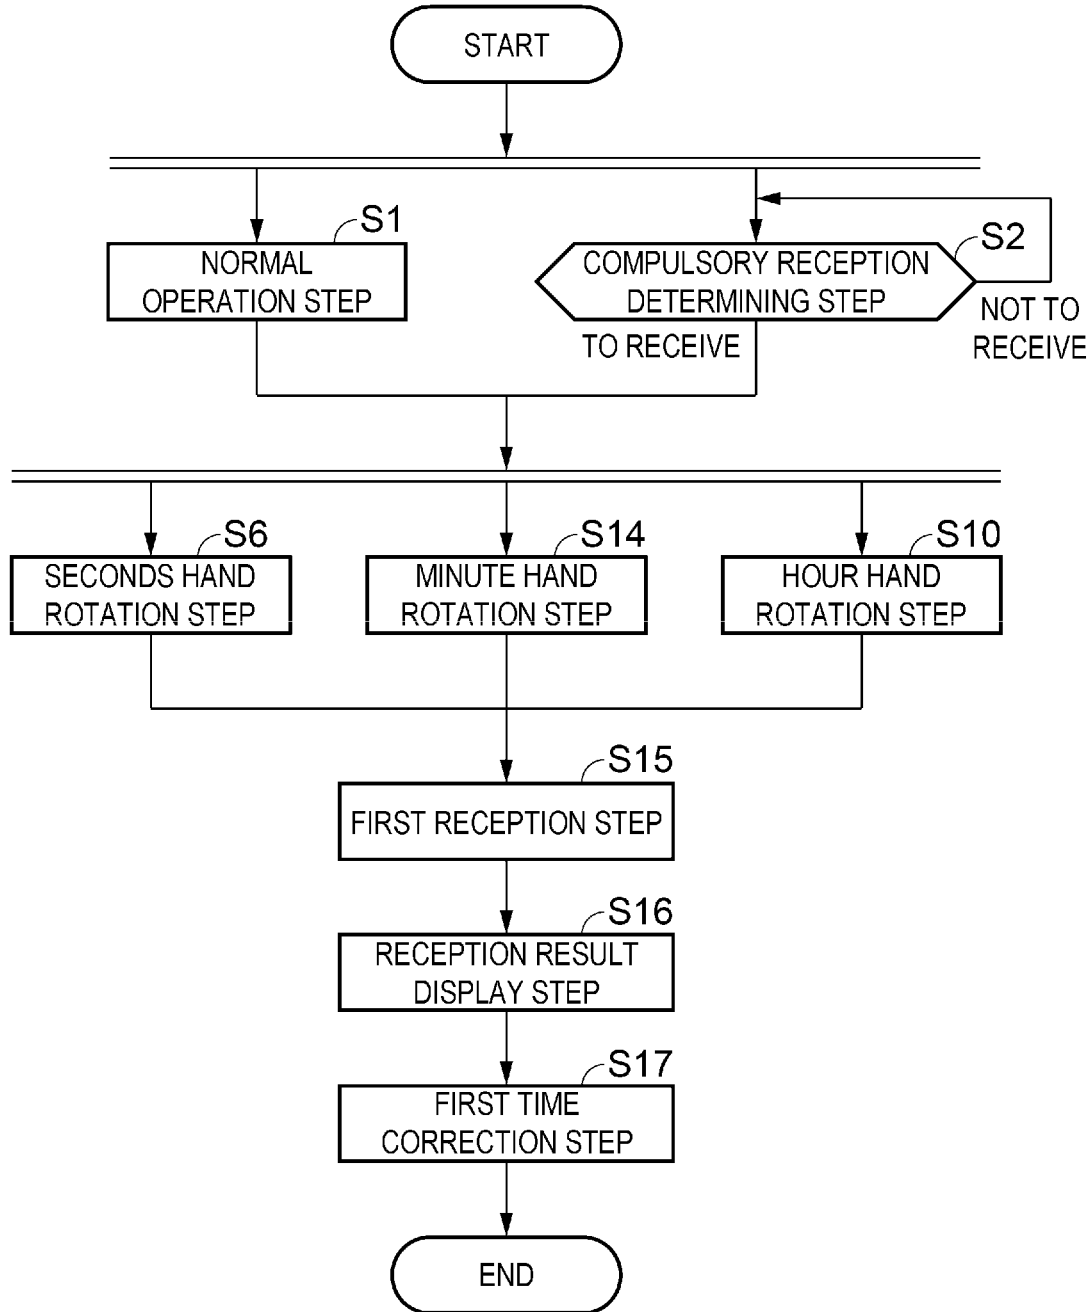 START
S1
NORMAL
OPERATION STEP
S2
COMPULSORY RECEPTION
DETERMINING STEP
TO RECEIVE
NOT TO
RECEIVE
S6
SECONDS HAND
ROTATION STEP
S14
MINUTE HAND
ROTATION STEP
S10
HOUR HAND
ROTATION STEP
S15
FIRST RECEPTION STEP
S16
RECEPTION RESULT
DISPLAY STEP
S17
FIRST TIME
CORRECTION STEP
END